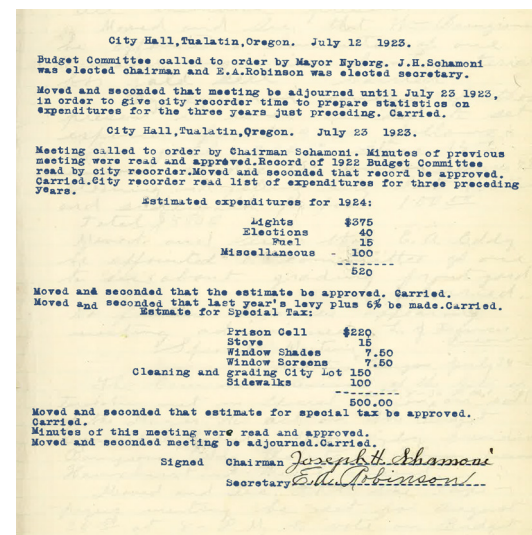 City Hall,Tualatin,Oregon. July 12 1923.
Budget Committee called to order by Mayor Nyberg. J.H.Schamoni
was elected chairman and E.A.Robinson was elected secretary.
Moved and seconded that meeting be adjourned until July 23 1923,
in order to give city recorder time to prepare statistics on
expenditures for the three years just preceding. Carried.
City Hall,Tualatin,Oregon. July 23 1923.
Meeting called to order by Chairman Schamoni. Minutes of previous
meeting were read and approved.Record of 1922 Budget Committee
read by city recorder.Moved and seconded that record be approved.
Carried.City recorder read list of expenditures for three preceding
years.
Estimated expenditures for 1924:
Lights $375
Elections 40
Fuel 15
Miscellaneous - 100
520
Moved and seconded that the estimate be approved. Carried.
Moved and seconded that last year's levy plus 6% be made.Carried.
Estmate for Special Tax:
Prison Cell $220
Stove 15
Window Shades 7.50
Window Screens 7.50
Cleaning and grading City Lot 150
Sidewalks 100
500.00
Moved and seconded that estimate for special tax be approved.
Carried.
Minutes of this meeting were read and approved.
Moved and seconded meeting be adjourned.Carried.
Signed Chairman Joseph H. Schamoni
Secretary E.A. Robinson